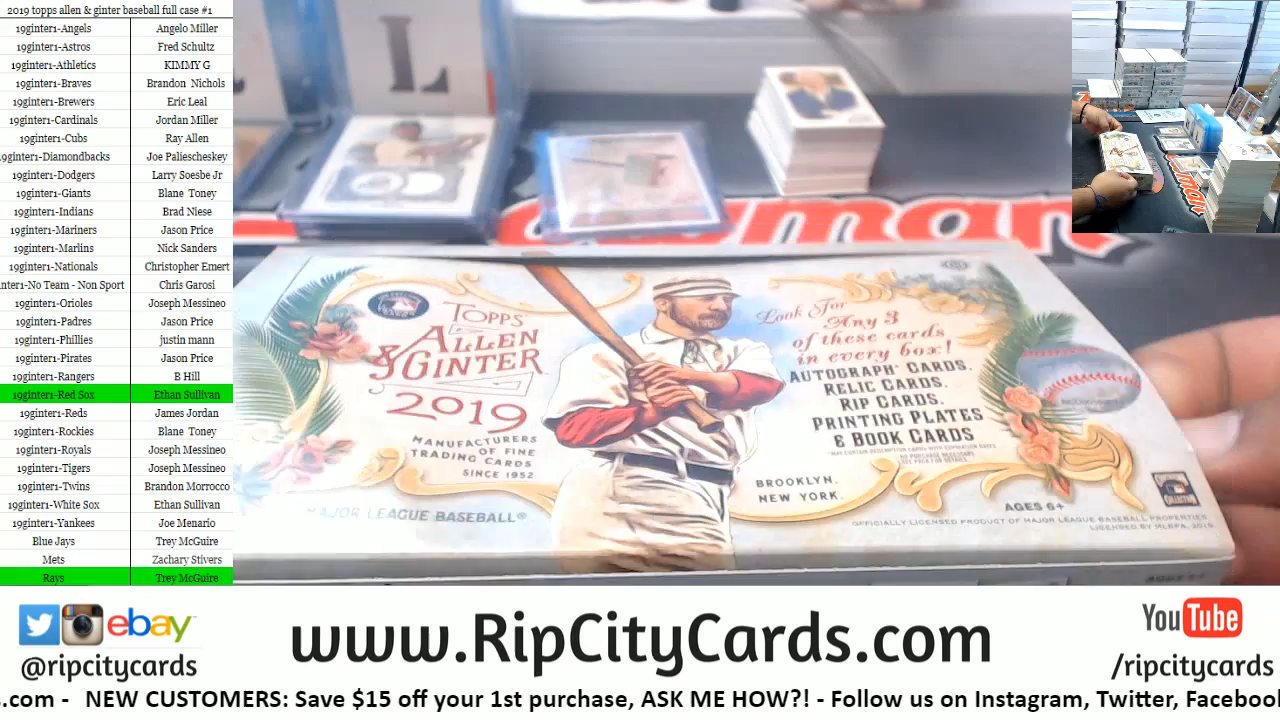 2019 topps allen & ginter baseball full case #1
19ginter1-Angels Angelo Miller
19ginter1-Astros Fred Schultz
19ginter1-Athletics KIMMY G
19ginter1-Braves Brandon Nichols
19ginter1-Brewers Eric Leal
19ginter1-Cardinals Jordan Miller
19ginter1-Cubs Ray Allen
9ginter1-Diamondbacks Joe Paliescheskey
19ginter1-Dodgers Larry Soesbe Jr
19ginter1-Giants Blane Toney
19ginter1-Indians Brad Niese
19ginter1-Mariners Jason Price
19ginter1-Marlins Nick Sanders
19ginter1-Nationals Christopher Emert
nter1-No Team - Non Sport Chris Garosi
19ginter1-Orioles Joseph Messineo
19ginter1-Padres Jason Price
19ginter1-Phillies justin mann
19ginter1-Pirates Jason Price
19ginter1-Rangers B Hill
19ginter1-Red Sox Ethan Sullivan
19ginter1-Reds James Jordan
19ginter1-Rockies Blane Toney
19ginter1-Royals Joseph Messineo
19ginter1-Tigers Joseph Messineo
19ginter1-Twins Brandon Morrocco
19ginter1-White Sox Ethan Sullivan
19ginter1-Yankees Joe Menario
Blue Jays Trey McGuire
Mets Zachary Stivers
Rays Trey McGuire
TOPPS
ALLEN
& GINTER
2019
MANUFACTURERS
OF FINE
TRADING CARDS
SINCE 1952
MAJOR LEAGUE BASEBALL®
Look For
Any 3
of these cards
in every box!
AUTOGRAPH* CARDS,
RELIC CARDS,
RIP CARDS,
PRINTING PLATES
& BOOK CARDS
BROOKLYN,
NEW YORK.
AGES 6+
OFFICIALLY LICENSED PRODUCT OF MAJOR LEAGUE BASEBALL PROPERTIES
ebay
@ripcitycards
www.RipCityCards.com
YouTube
/ripcitycards
s.com - NEW CUSTOMERS: Save $15 off your 1st purchase, ASK ME HOW?! - Follow us on Instagram, Twitter, Facebook